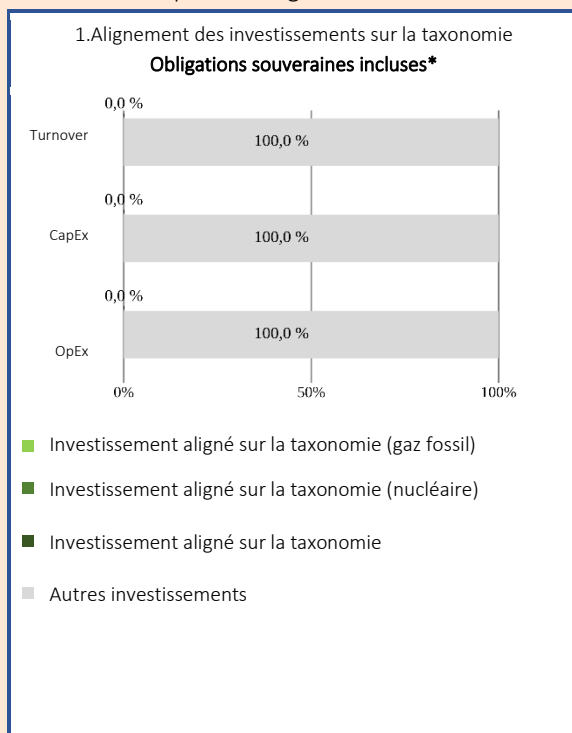 1.Alignement des investissements sur la taxonomie
Obligations souveraines incluses*
0,0 %
Turnover
100,0 %
0,0 %
CapEx
100,0 %
0,0 %
100,0 %
OpEx
0%
50%
100%
Investissement aligné sur la taxonomie (gaz fossil)
Investissement aligné sur la taxonomie (nucléaire)
Investissement aligné sur la taxonomie
Autres investissements